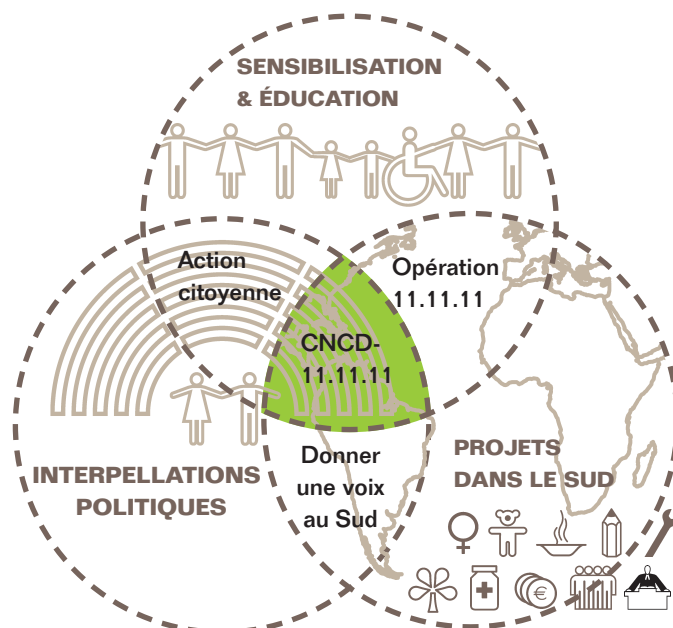 SENSIBILISATION
& ÉDUCATION
Action
citoyenne
Opération
11.11.11
CNCD-
11.11.11
INTERPELLATIONS
POLITIQUES
Donner
une voix
au Sud
PROJETS
DANS LE SUD
€